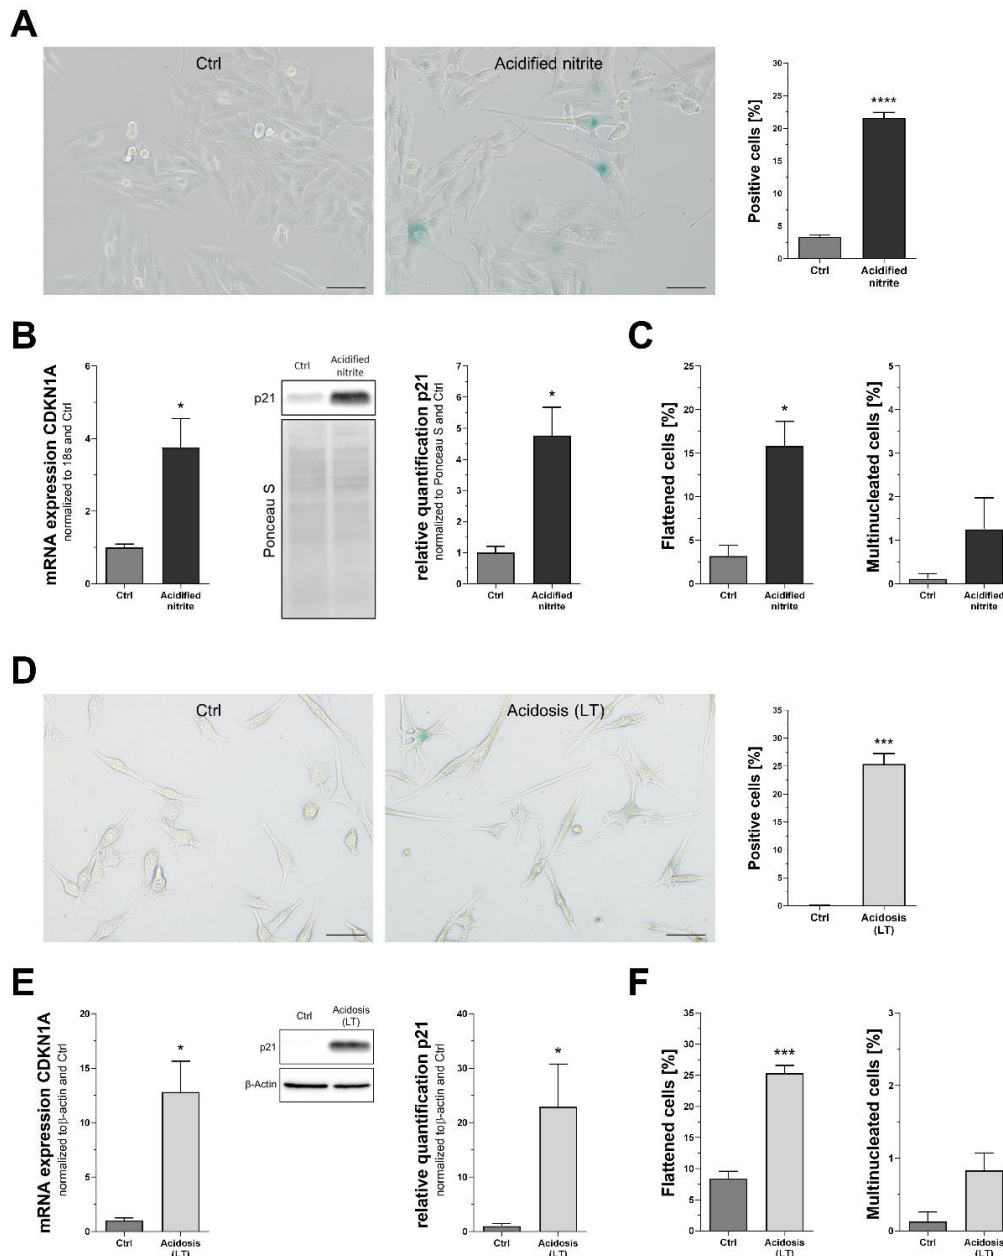 A
Ctrl
Acidified nitrite
Positive cells [%]
30
25
20
15
10
5
0
****
Ctrl
Acidified
nitrite
B
mRNA expression CDKN1A
normalized to 18s and Ctrl
6
4
2
0
*
Ctrl
Acidified
nitrite
Ctrl
Acidified
nitrite
p21
Ponceau S
relative quantification p21
normalized to Ponceau S and Ctrl
7
6
5
4
3
2
1
0
*
Ctrl
Acidified
nitrite
C
Flattened cells [%]
25
20
15
10
5
0
*
Ctrl
Acidified
nitrite
Multinucleated cells [%]
5
4
3
2
1
0
Ctrl
Acidified
nitrite
D
Ctrl
Acidosis (LT)
Positive cells [%]
35
30
25
20
15
10
5
0
***
Ctrl
Acidosis
(LT)
E
mRNA expression CDKN1A
normalized toβ-actin and Ctrl
20
15
10
5
0
*
Ctrl
Acidosis
(LT)
Ctrl
Acidosis
(LT)
p21
β-Actin
relative quantification p21
normalized toβ-actin and Ctrl
40
30
20
10
0
*
Ctrl
Acidosis
(LT)
F
Flattened cells [%]
35
30
25
20
15
10
5
0
***
Ctrl
Acidosis
(LT)
Multinucleated cells [%]
3
2
1
0
Ctrl
Acidosis
(LT)